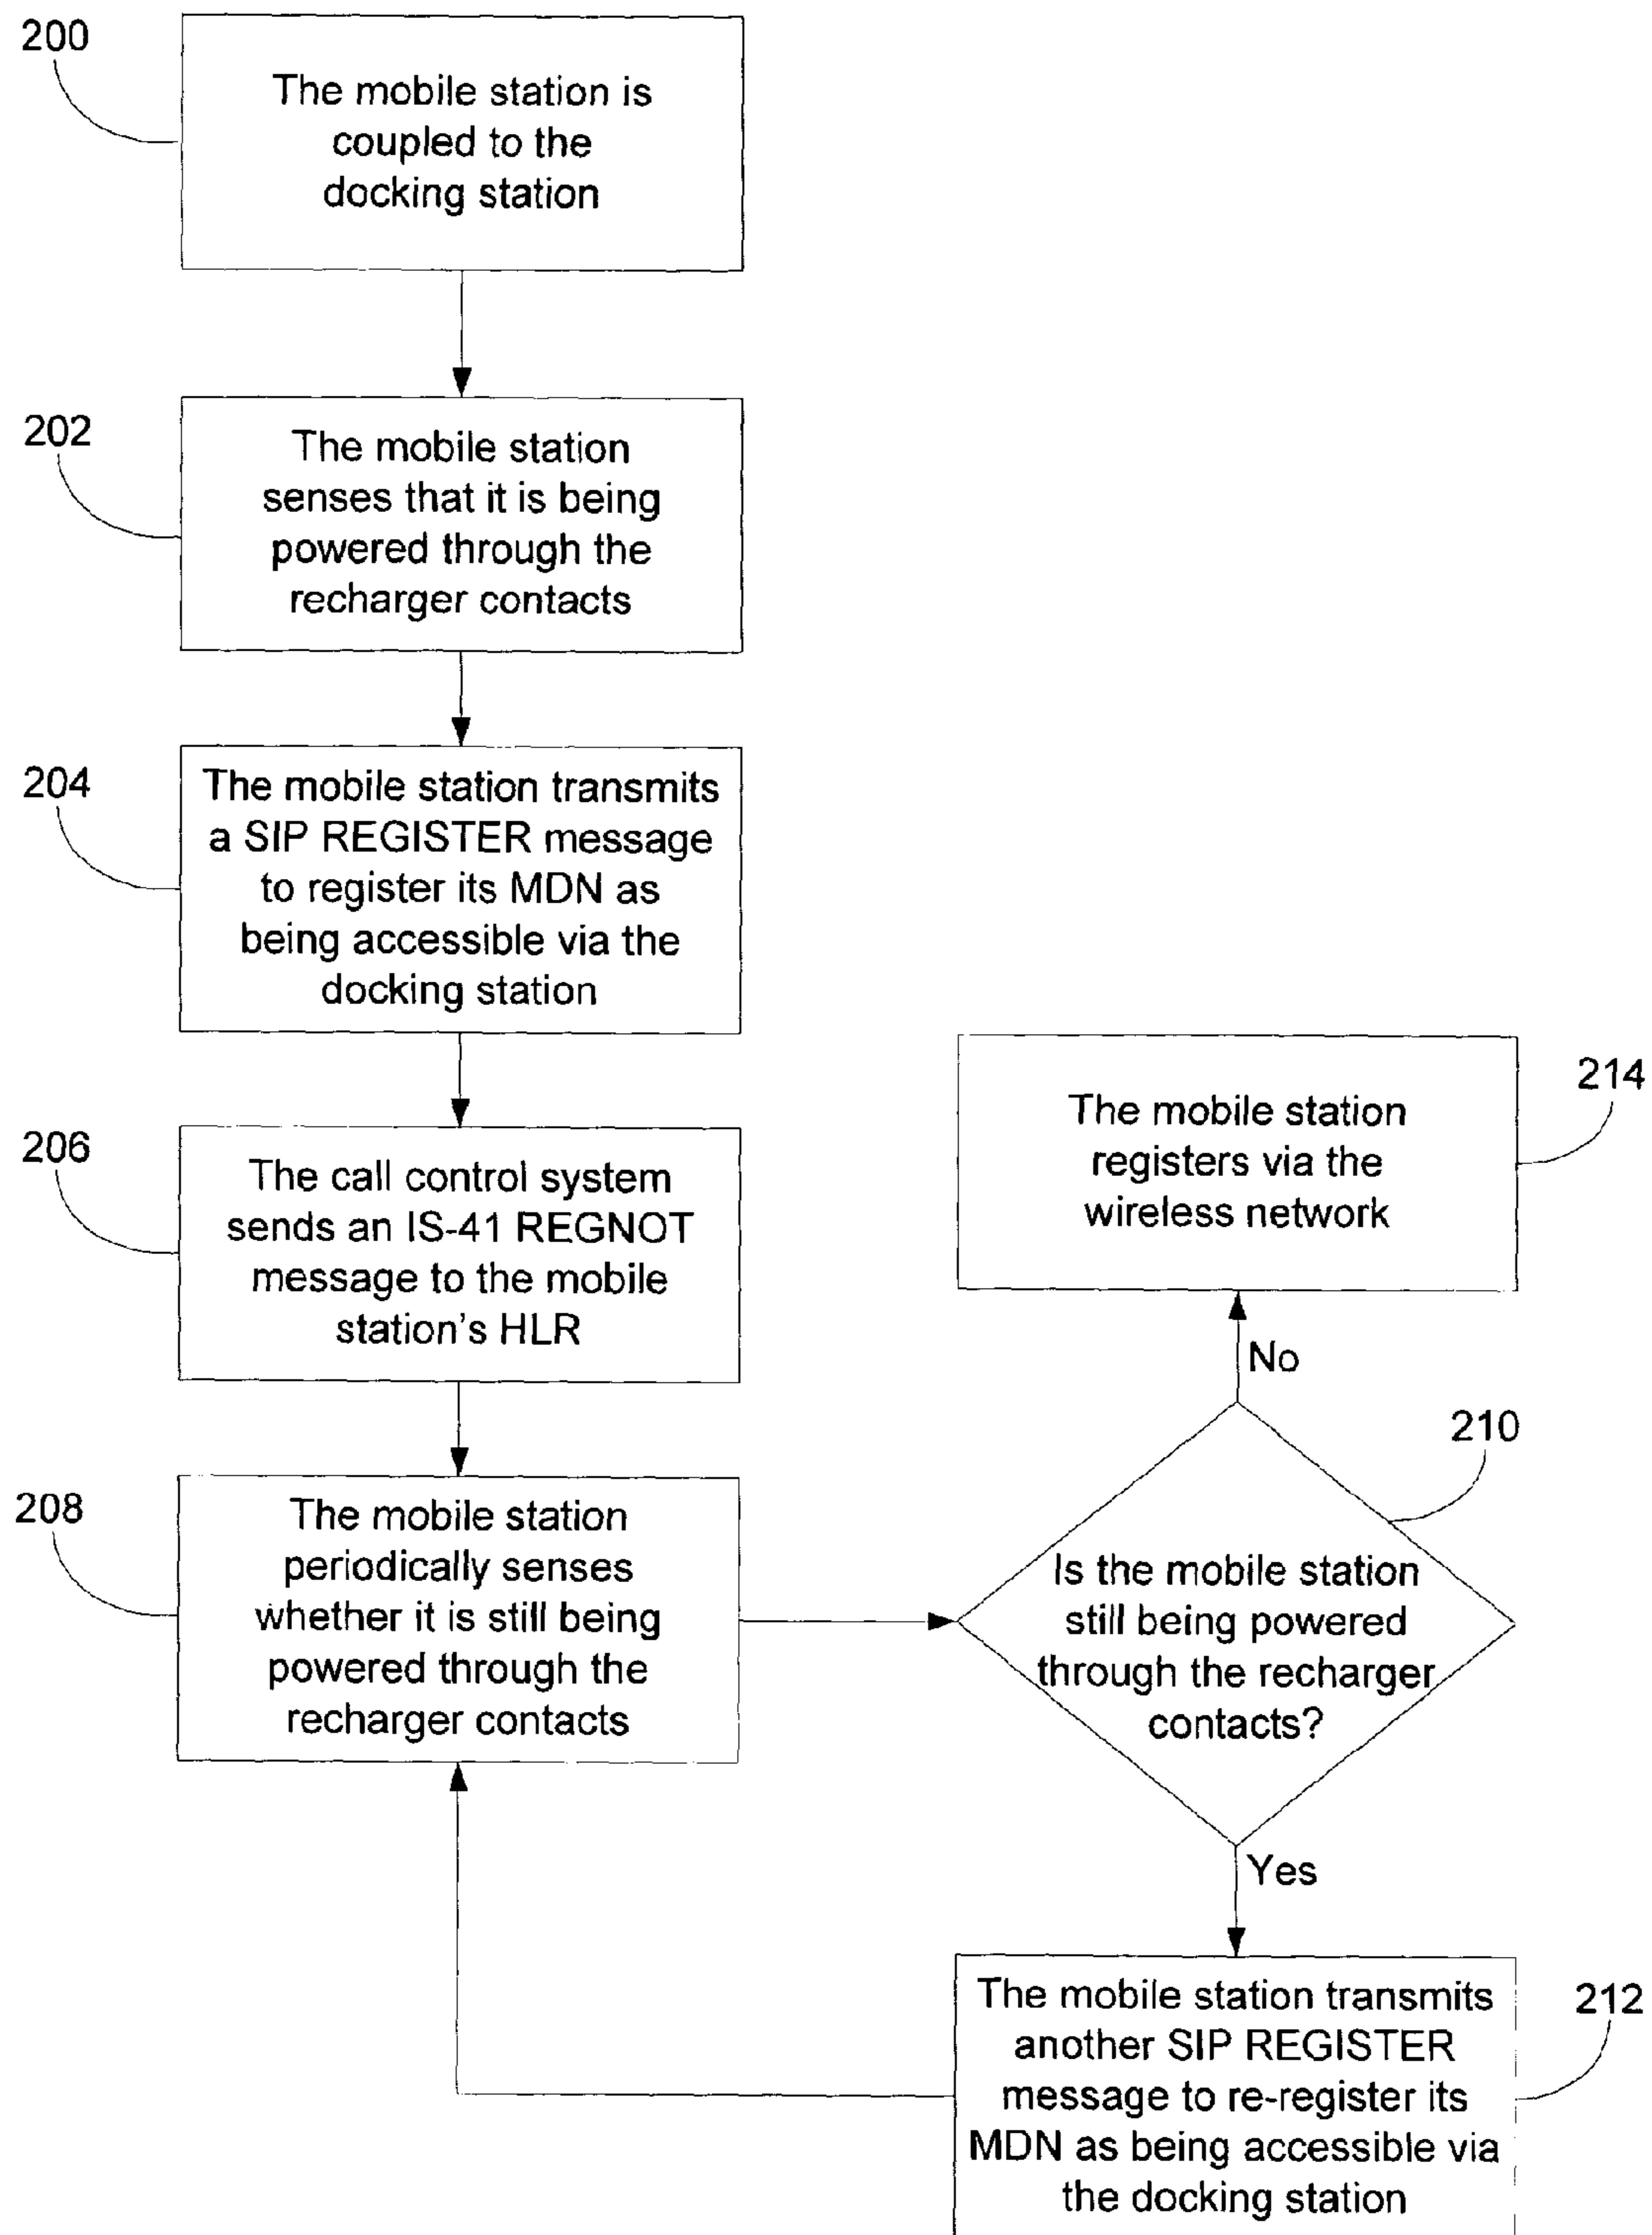 200
The mobile station is
coupled to the
docking station
202
The mobile station
senses that it is being
powered through the
recharger contacts
204
The mobile station transmits
a SIP REGISTER message
to register its MDN as
being accessible via the
docking station
206
The call control system
sends an IS-41 REGNOT
message to the mobile
station's HLR
208
The mobile station
periodically senses
whether it is still being
powered through the
recharger contacts
210
Is the mobile station
still being powered
through the recharger
contacts?
No
214
The mobile station
registers via the
wireless network
Yes
212
The mobile station transmits
another SIP REGISTER
message to re-register its
MDN as being accessible via
the docking station